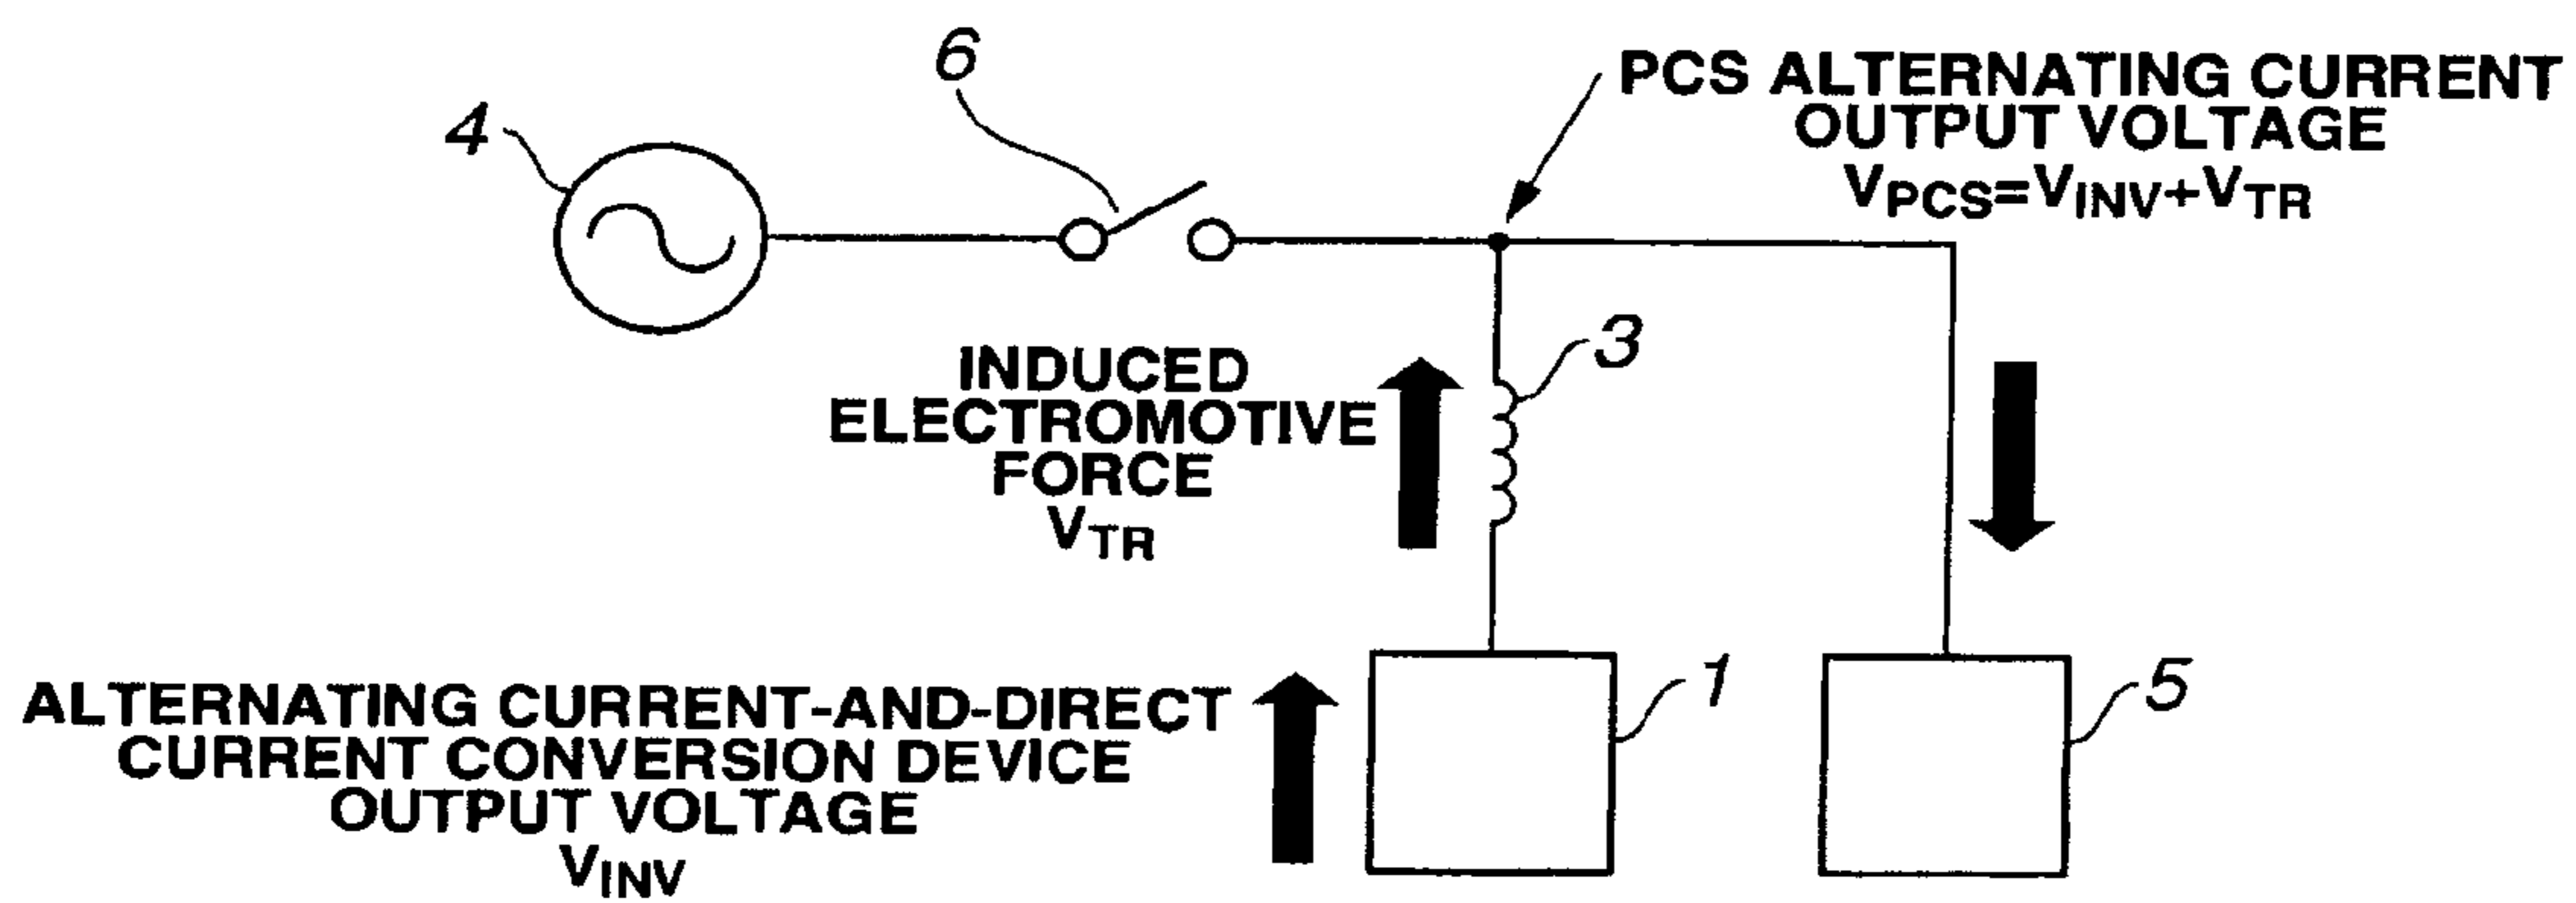 6
4
PCS ALTERNATING CURRENT
OUTPUT VOLTAGE
VPCS=VINV+VTR
INDUCED
ELECTROMOTIVE
FORCE
VTR
3
ALTERNATING CURRENT-AND-DIRECT
CURRENT CONVERSION DEVICE
OUTPUT VOLTAGE
VINV
1
5